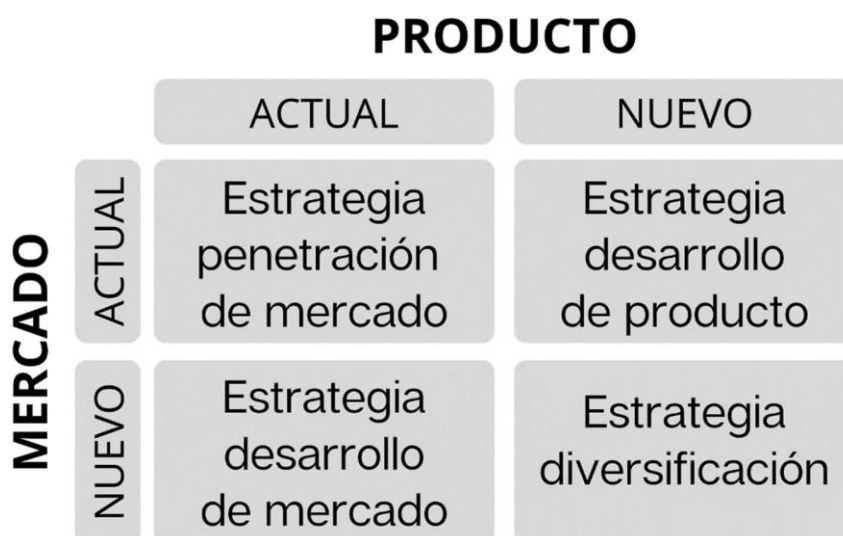 PRODUCTO
ACTUAL
NUEVO
MERCADO
ACTUAL
Estrategia
penetración
de mercado
Estrategia
desarrollo
de producto
NUEVO
Estrategia
desarrollo
de mercado
Estrategia
diversificación